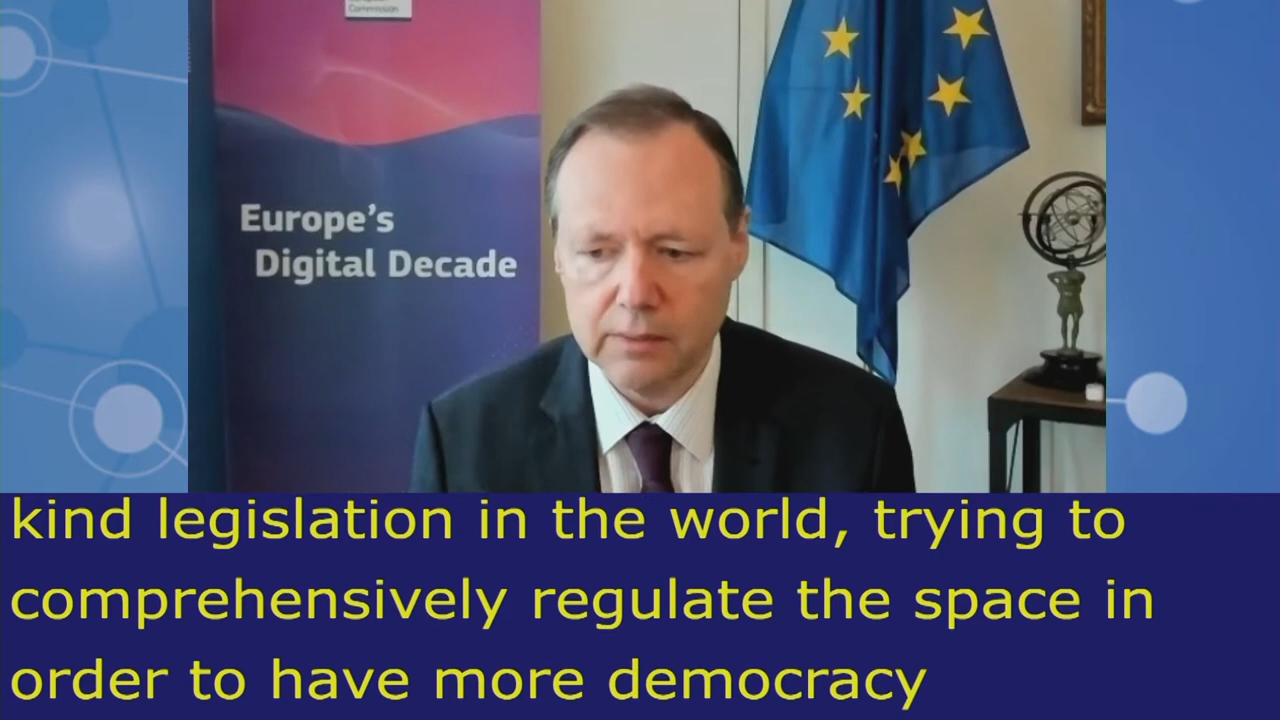 Commission
Europe's
Digital Decade
kind legislation in the world, trying to
comprehensively regulate the space in
order to have more democracy